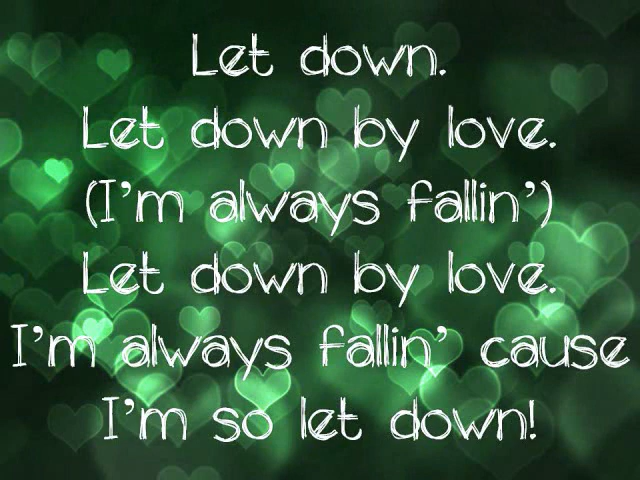 Let down.
Let down by love.
(I'm always fallin')
Let down by love.
I'm always fallin' cause
I'm so let down!